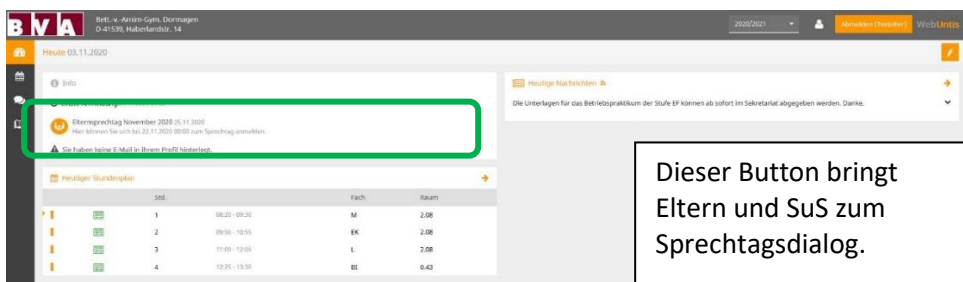 BVA
Bett.-v.-Arnim-Gym. Dormagen
D-41539, Haberlandstr. 14
2020/2021
Abmelden [Testelter]
WebUntis
Heute 03.11.2020
Info
Elternsprechtag November 2020 25.11.2020
Hier können Sie sich bis 22.11.2020 00:00 zum Sprechtag anmelden.
Sie haben keine E-Mail in ihrem Profil hinterlegt.
Heutige Nachrichten
Die Unterlagen für das Betriebspraktikum der Stufe EF können ab sofort im Sekretariat abgegeben werden. Danke.
Heutiger Stundenplan
Std. Fach Raum
1 08:20 - 09:30 M 2.08
2 09:50 - 10:55 EK 2.08
3 11:00 - 12:05 L 2.08
4 12:25 - 13:30 BI 0.43
Dieser Button bringt
Eltern und SuS zum
Sprechtagsdialog.